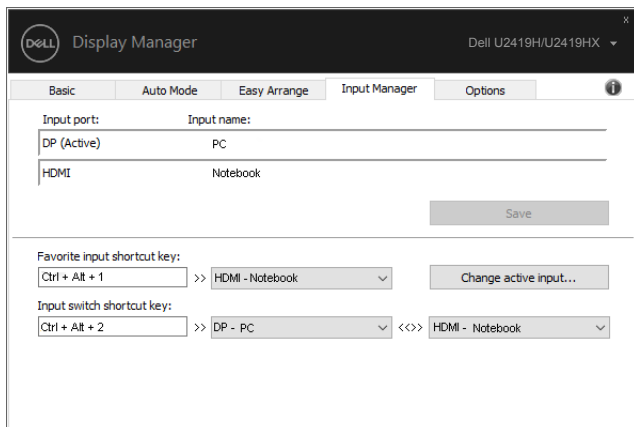 x
DELL Display Manager Dell U2419H/U2419HX
Basic Auto Mode Easy Arrange Input Manager Options i
Input port: Input name:
DP (Active) PC
HDMI Notebook
Save
Favorite input shortcut key:
Ctrl + Alt + 1 >> HDMI - Notebook Change active input...
Input switch shortcut key:
Ctrl + Alt + 2 >> DP - PC <<>> HDMI - Notebook